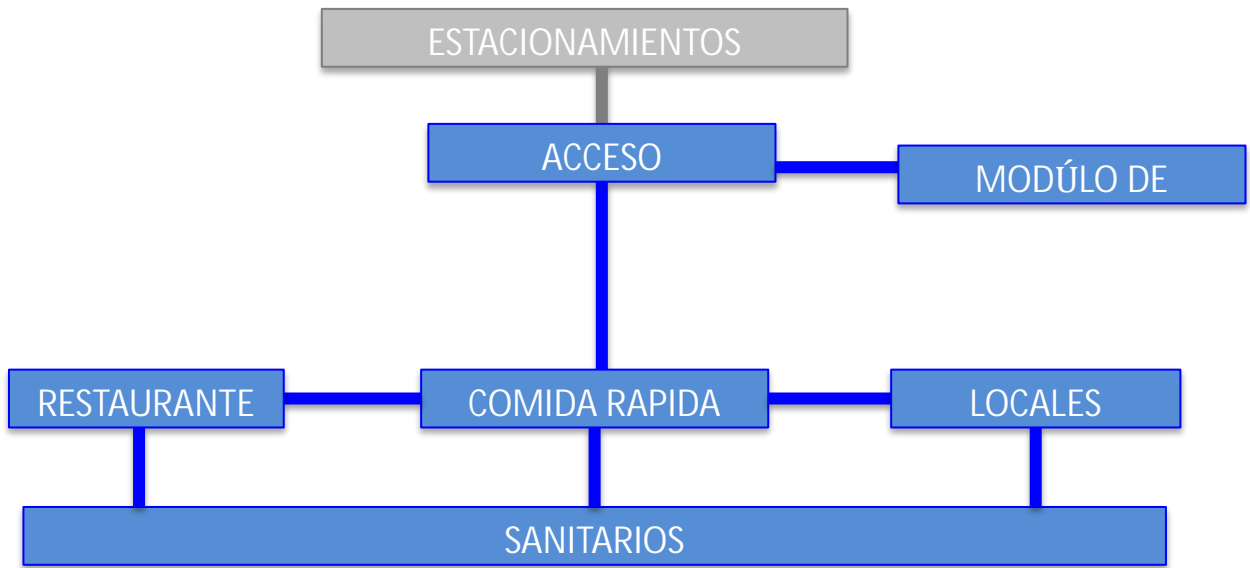 ESTACIONAMIENTOS
ACCESO
MODÚLO DE
RESTAURANTE
COMIDA RAPIDA
LOCALES
SANITARIOS